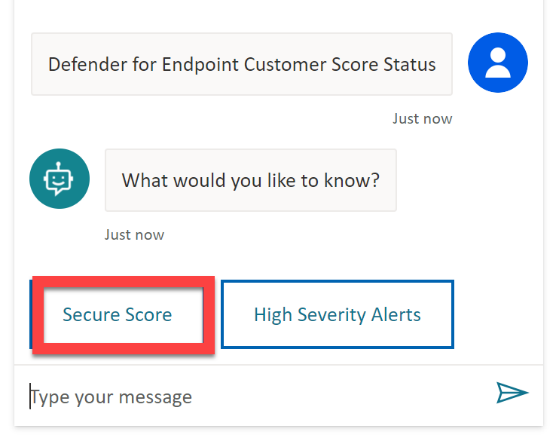 Defender for Endpoint Customer Score Status
Just now
What would you like to know?
Just now
Secure Score
High Severity Alerts
Type your message